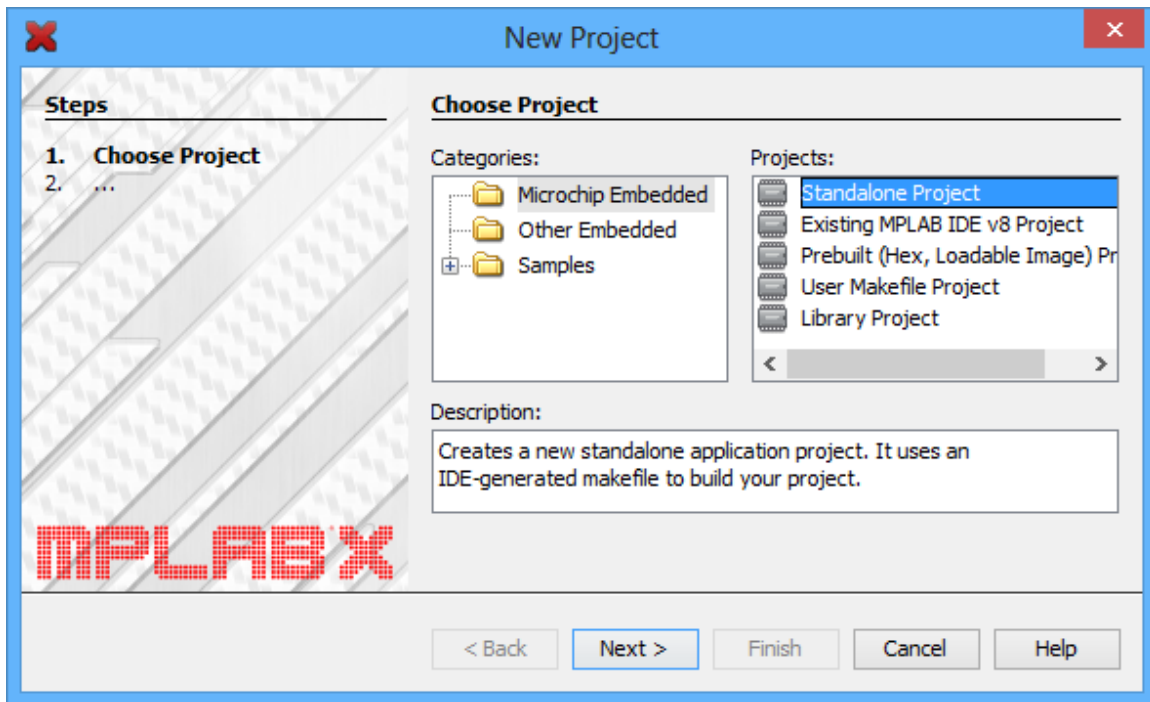 New Project
Steps
1. Choose Project
2. ...
Choose Project
Categories:
Microchip Embedded
Other Embedded
Samples
Projects:
Standalone Project
Existing MPLAB IDE v8 Project
Prebuilt (Hex, Loadable Image) Pr
User Makefile Project
Library Project
Description:
Creates a new standalone application project. It uses an
IDE-generated makefile to build your project.
MPLAB X
< Back
Next >
Finish
Cancel
Help